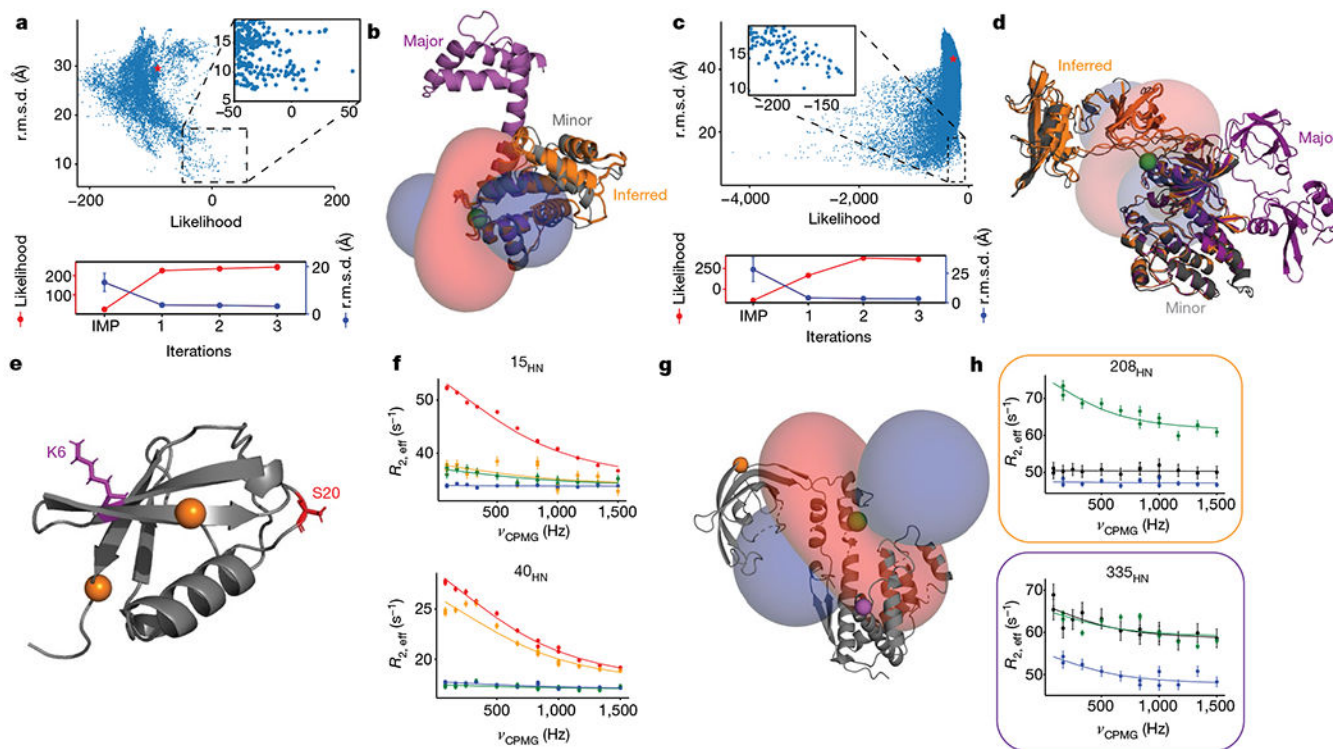 a
r.m.s.d. (Å)
30
20
10
−200
0
200
Likelihood
15
10
5
−50
0
50
Likelihood
200
100
20
0
r.m.s.d. (Å)
IMP
1
2
3
Iterations
b
Major
Minor
Inferred
c
r.m.s.d. (Å)
40
20
−4,000
−2,000
0
Likelihood
15
10
−200
−150
Likelihood
250
0
25
0
r.m.s.d. (Å)
IMP
1
2
3
Iterations
d
Inferred
Major
Minor
e
K6
S20
f
15HN
R2, eff (s−1)
50
40
500
1,000
1,500
νCPMG (Hz)
40HN
R2, eff (s−1)
25
20
500
1,000
1,500
νCPMG (Hz)
g
h
208HN
R2, eff (s−1)
70
60
50
500
1,000
1,500
νCPMG (Hz)
335HN
R2, eff (s−1)
70
60
50
500
1,000
1,500
νCPMG (Hz)